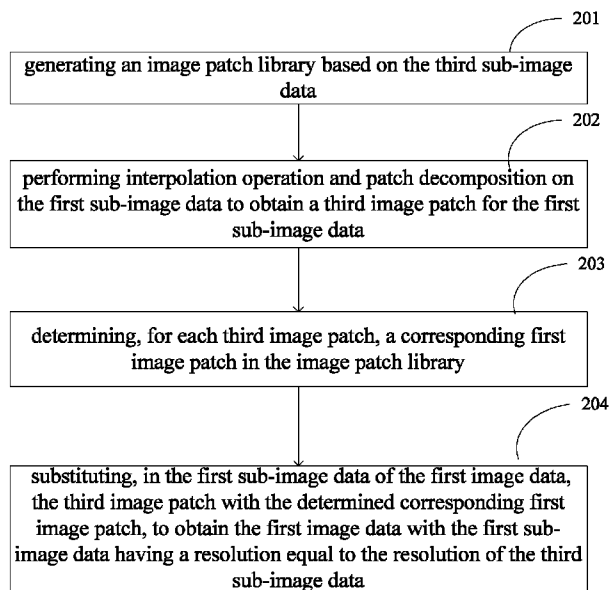 201
generating an image patch library based on the third sub-image
data
202
performing interpolation operation and patch decomposition on
the first sub-image data to obtain a third image patch for the first
sub-image data
203
determining, for each third image patch, a corresponding first
image patch in the image patch library
204
substituting, in the first sub-image data of the first image data,
the third image patch with the determined corresponding first
image patch, to obtain the first image data with the first sub-
image data having a resolution equal to the resolution of the third
sub-image data